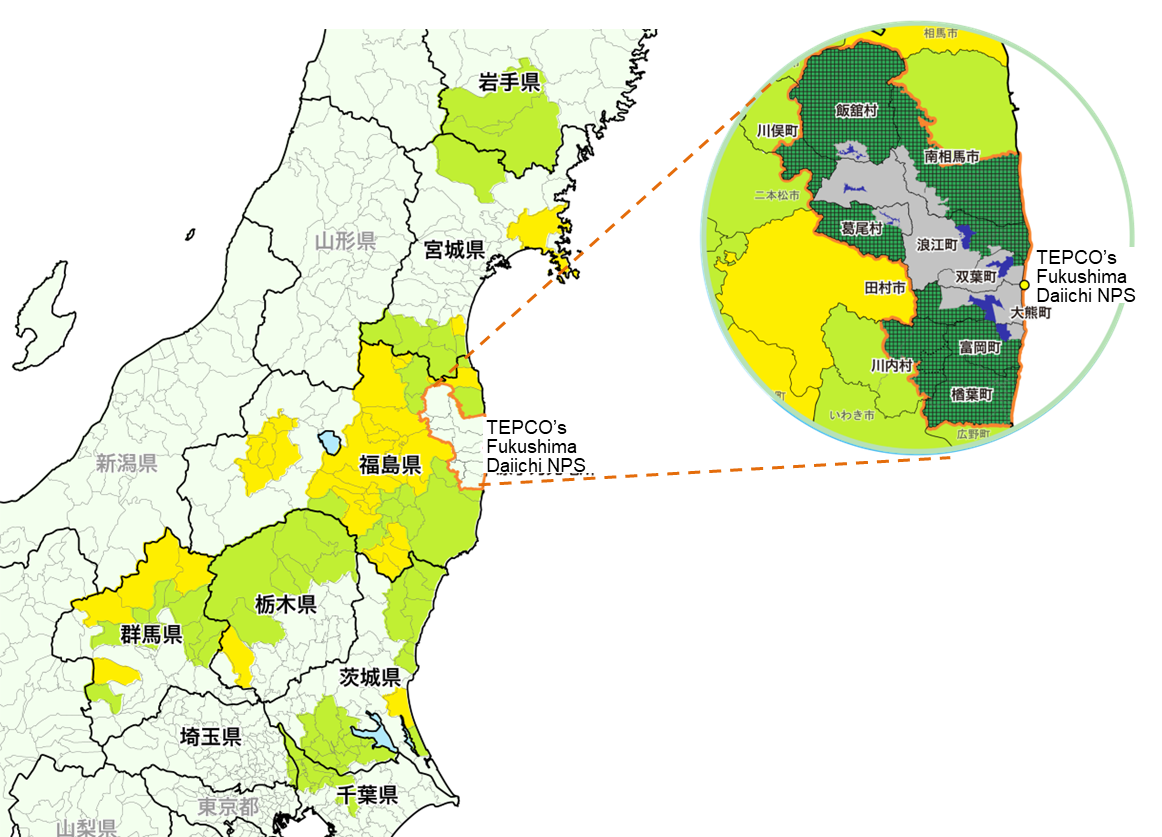 岩手県
宮城県
山形県
新潟県
福島県
TEPCO's
Fukushima
Daiichi NPS
栃木県
群馬県
茨城県
埼玉県
千葉県
東京都
山梨県
相馬市
飯舘村
川俣町
南相馬市
二本松市
葛尾村
浪江町
双葉町
田村市
大熊町
TEPCO's
Fukushima
Daiichi NPS
富岡町
川内村
楢葉町
町
いわき市
広野町